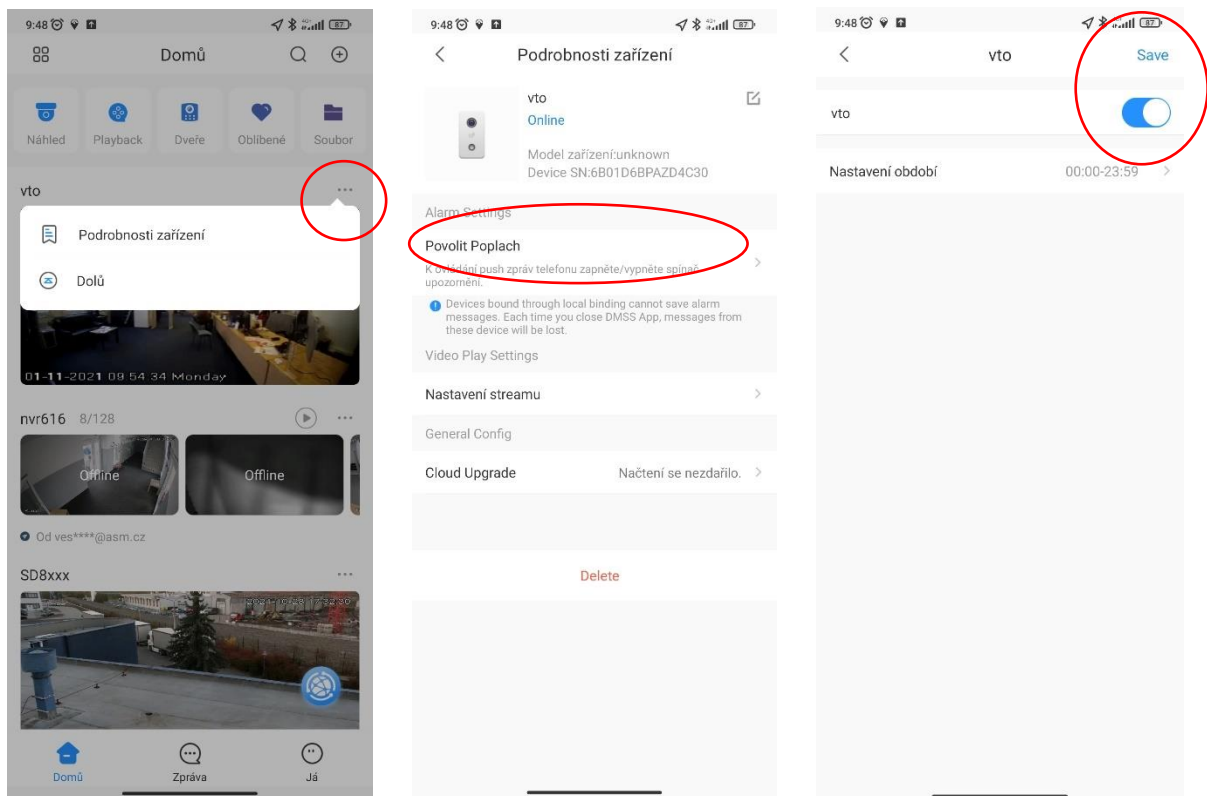 9:48
87
Domů
Náhled
Playback
Dveře
Oblíbené
Soubor
vto
Podrobnosti zařízení
Dolů
01-11-2021 09:54:34 Monday
nvr616 8/128
Offline
Offline
Od ves****@asm.cz
SD8xxx
Domů
Zpráva
Já
9:48
87
Podrobnosti zařízení
vto
Online
Model zařízení:unknown
Device SN:6B01D6BPAZD4C30
Alarm Settings
Povolit Poplach
K ovládání push zpráv telefonu zapněte/vypněte spínač
upozornění.
Devices bound through local binding cannot save alarm
messages. Each time you close DMSS App, messages from
these device will be lost.
Video Play Settings
Nastavení streamu
General Config
Cloud Upgrade Načtení se nezdařilo.
Delete
9:48
87
vto Save
vto
Nastavení období 00:00-23:59